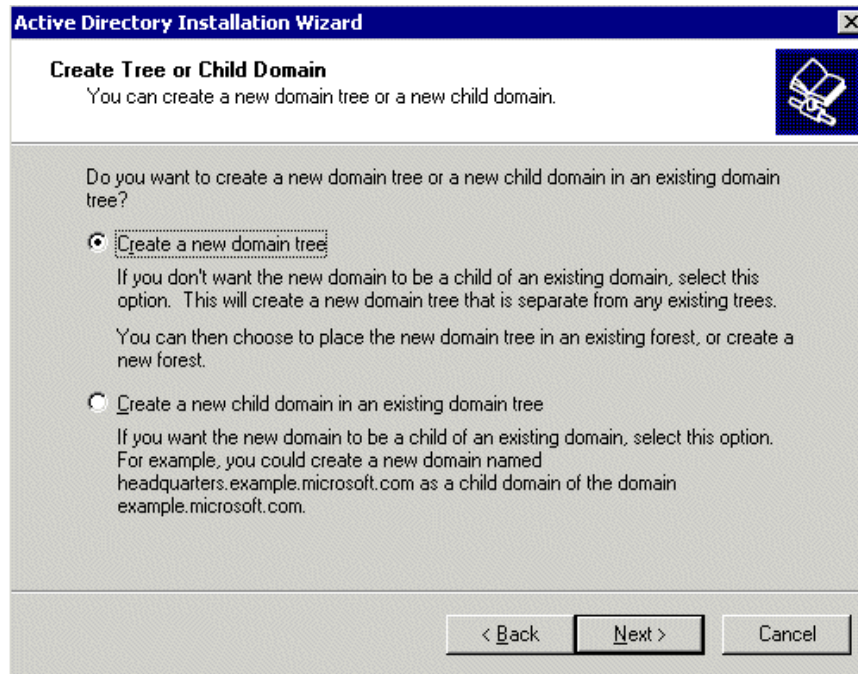 Active Directory Installation Wizard
Create Tree or Child Domain
You can create a new domain tree or a new child domain.
Do you want to create a new domain tree or a new child domain in an existing domain
tree?
Create a new domain tree
If you don't want the new domain to be a child of an existing domain, select this
option.  This will create a new domain tree that is separate from any existing trees.
You can then choose to place the new domain tree in an existing forest, or create a
new forest.
Create a new child domain in an existing domain tree
If you want the new domain to be a child of an existing domain, select this option.
For example, you could create a new domain named
headquarters.example.microsoft.com as a child domain of the domain
example.microsoft.com.
< Back
Next >
Cancel